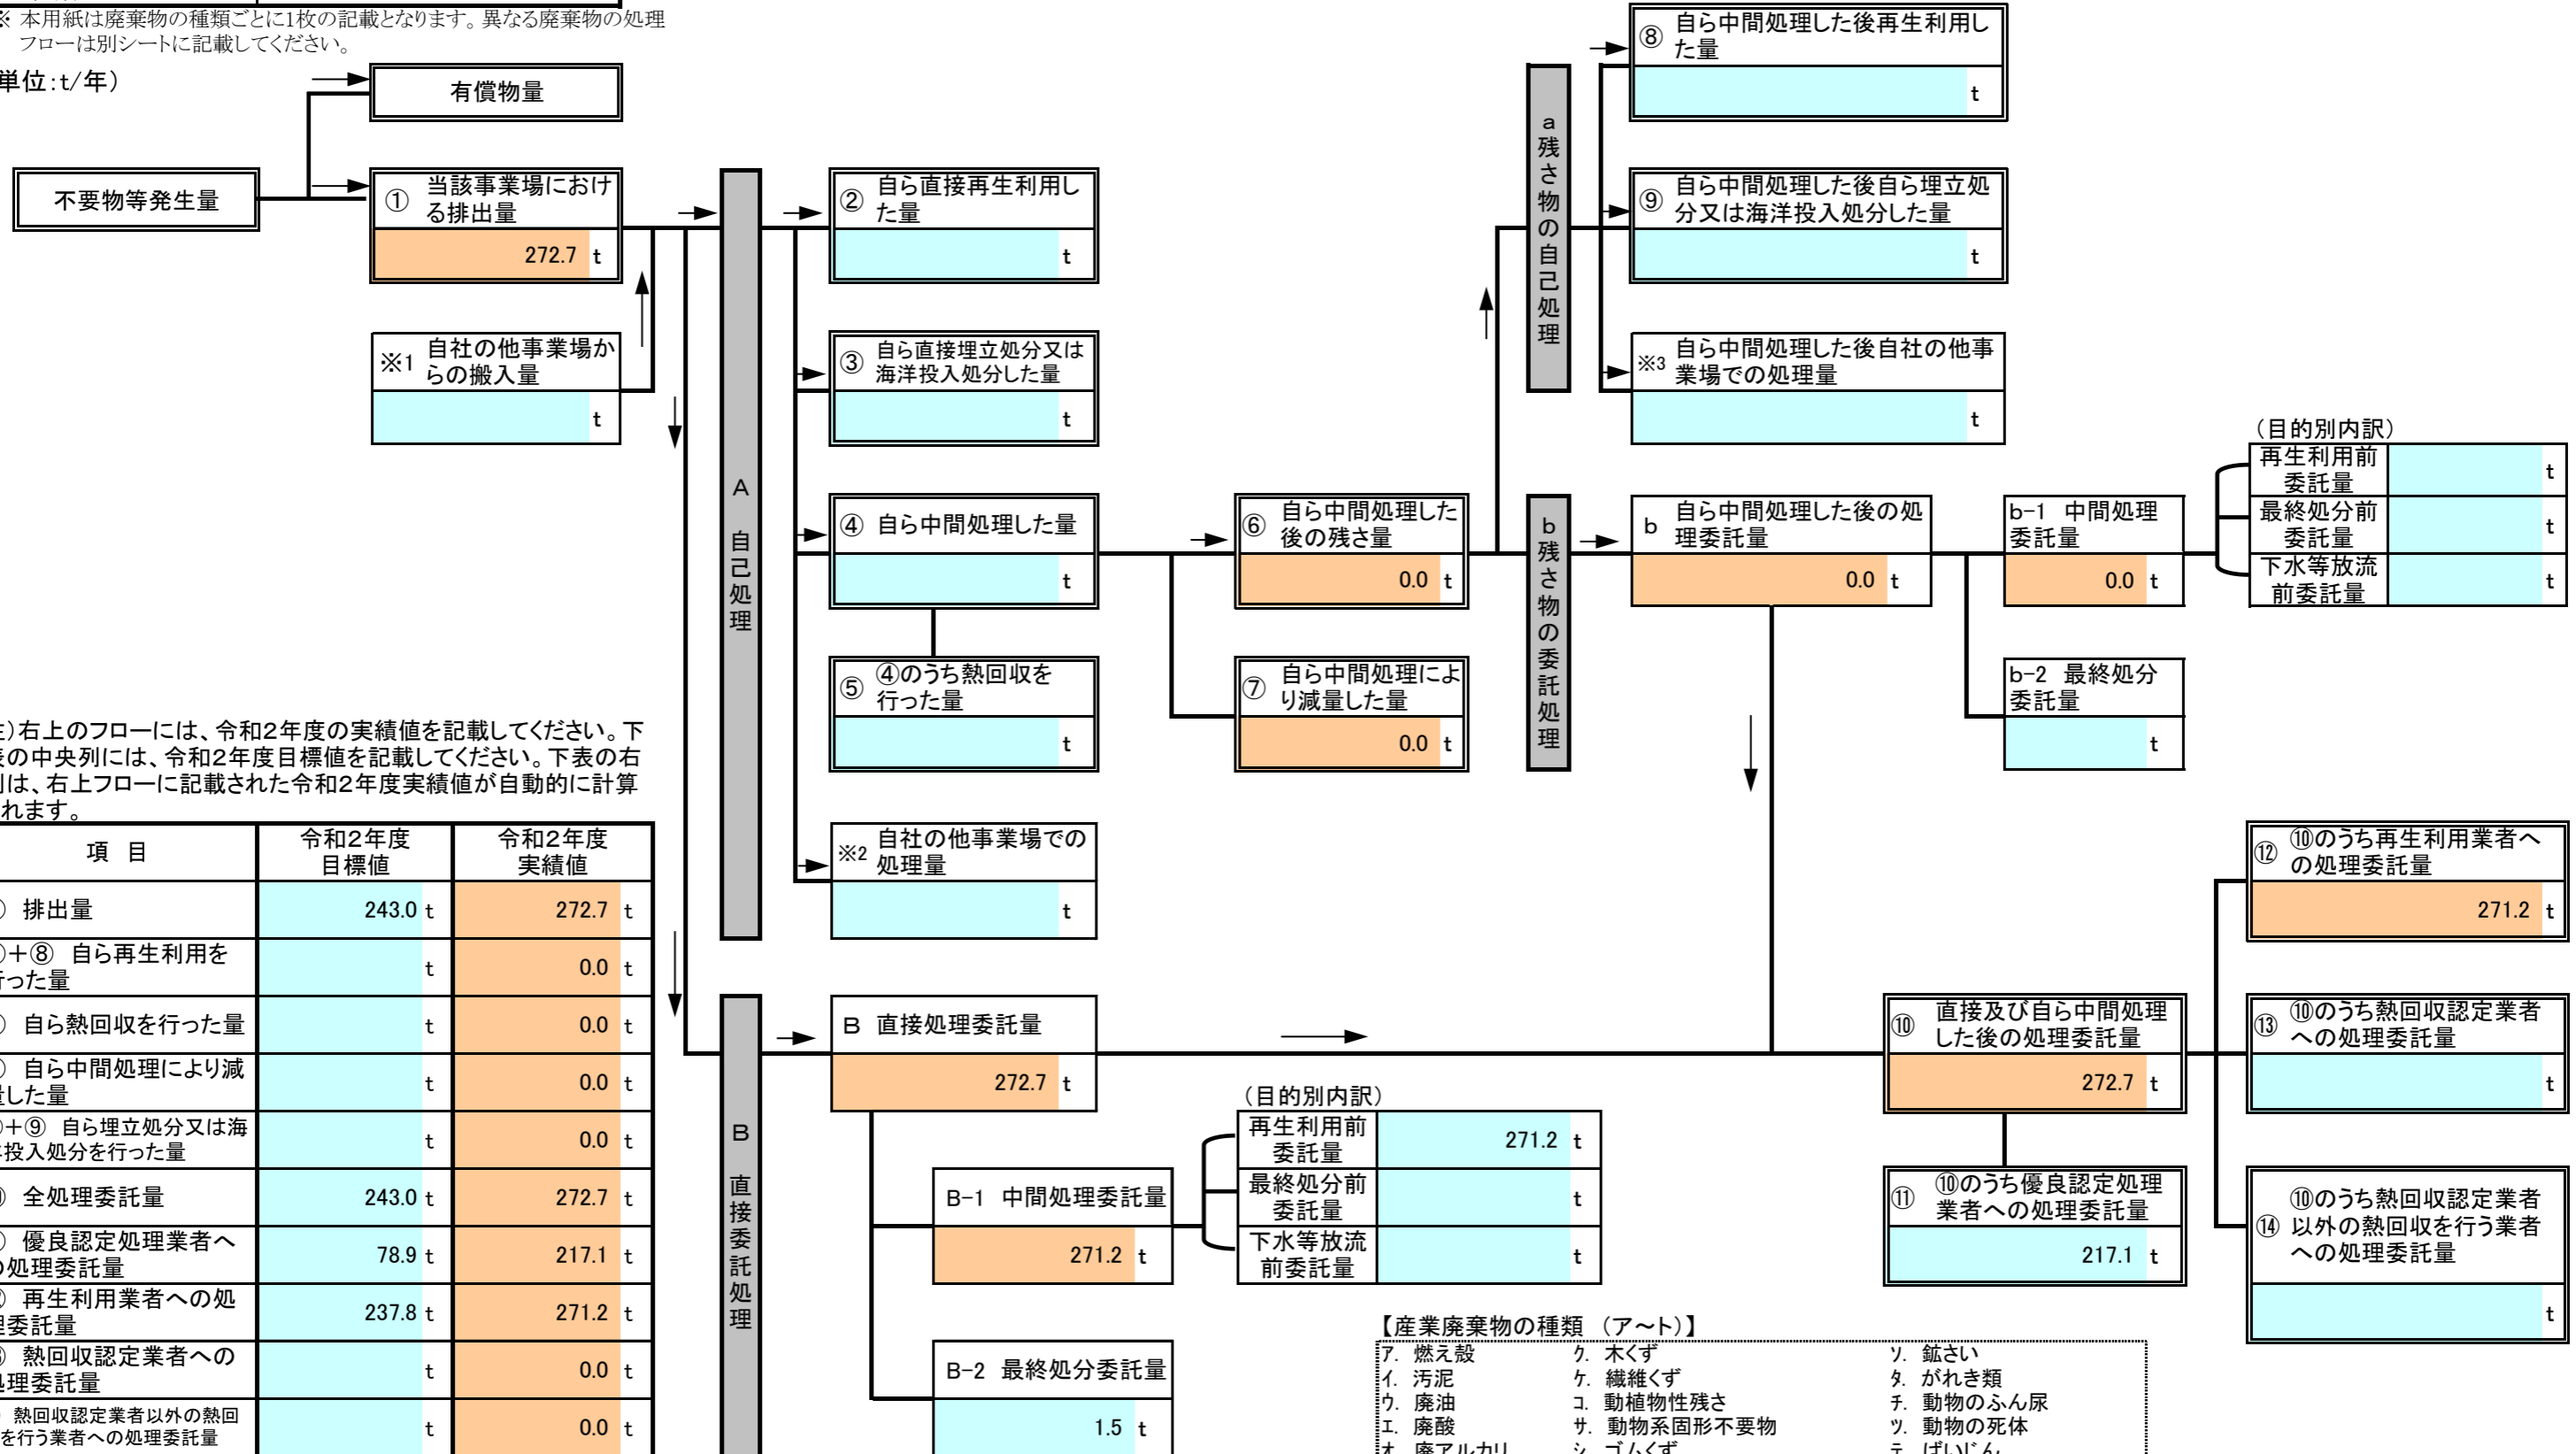 ※ 本用紙は廃棄物の種類ごとに1枚の記載となります。異なる廃棄物の処理
フローは別シートに記載してください。
単位:t/年)
有償物量
不要物等発生量
① 当該事業場におけ
る排出量
272.7 t
※1 自社の他事業場か
らの搬入量
t
A 自己処理
② 自ら直接再生利用し
た量
t
③ 自ら直接埋立処分又は
海洋投入処分した量
t
④ 自ら中間処理した量
t
⑤ ④のうち熱回収を
行った量
t
※2 自社の他事業場での
処理量
t
⑥ 自ら中間処理した
後の残さ量
0.0 t
⑦ 自ら中間処理によ
り減量した量
0.0 t
a残さ物の自己処理
⑧ 自ら中間処理した後再生利用し
た量
t
⑨ 自ら中間処理した後自ら埋立処
分又は海洋投入処分した量
t
※3 自ら中間処理した後自社の他事
業場での処理量
t
b残さ物の委託処理
b 自ら中間処理した後の処
理委託量
0.0 t
b-1 中間処理
委託量
0.0 t
(目的別内訳)
再生利用前
委託量 t
最終処分前
委託量 t
下水等放流
前委託量 t
b-2 最終処分
委託量
t
)右上のフローには、令和2年度の実績値を記載してください。下
の中央列には、令和2年度目標値を記載してください。下表の右
は、右上フローに記載された令和2年度実績値が自動的に計算
れます。
項 目 令和2年度
目標値 令和2年度
実績値
排出量 243.0 t 272.7 t
+⑧ 自ら再生利用を
行った量 t 0.0 t
自ら熱回収を行った量 t 0.0 t
自ら中間処理により減
量した量 t 0.0 t
+⑨ 自ら埋立処分又は海
洋投入処分を行った量 t 0.0 t
全処理委託量 243.0 t 272.7 t
優良認定処理業者へ
の処理委託量 78.9 t 217.1 t
再生利用業者への処
理委託量 237.8 t 271.2 t
熱回収認定業者への
処理委託量 t 0.0 t
熱回収認定業者以外の熱回
を行う業者への処理委託量 t 0.0 t
B 直接委託処理
B 直接処理委託量
272.7 t
B-1 中間処理委託量
271.2 t
(目的別内訳)
再生利用前
委託量 271.2 t
最終処分前
委託量 t
下水等放流
前委託量 t
B-2 最終処分委託量
1.5 t
⑩ 直接及び自ら中間処理
した後の処理委託量
272.7 t
⑪ ⑩のうち優良認定処理
業者への処理委託量
217.1 t
⑫ ⑩のうち再生利用業者へ
の処理委託量
271.2 t
⑬ ⑩のうち熱回収認定業者
への処理委託量
t
⑭ ⑩のうち熱回収認定業者
以外の熱回収を行う業者
への処理委託量
t
【産業廃棄物の種類 (ア~ト)】
ア. 燃え殻 ク. 木くず ソ. 鉱さい
イ. 汚泥 ケ. 繊維くず タ. がれき類
ウ. 廃油 コ. 動植物性残さ チ. 動物のふん尿
エ. 廃酸 サ. 動物系固形不要物 ツ. 動物の死体
オ. 廃アルカリ シ. ゴムくず テ. ばいじん